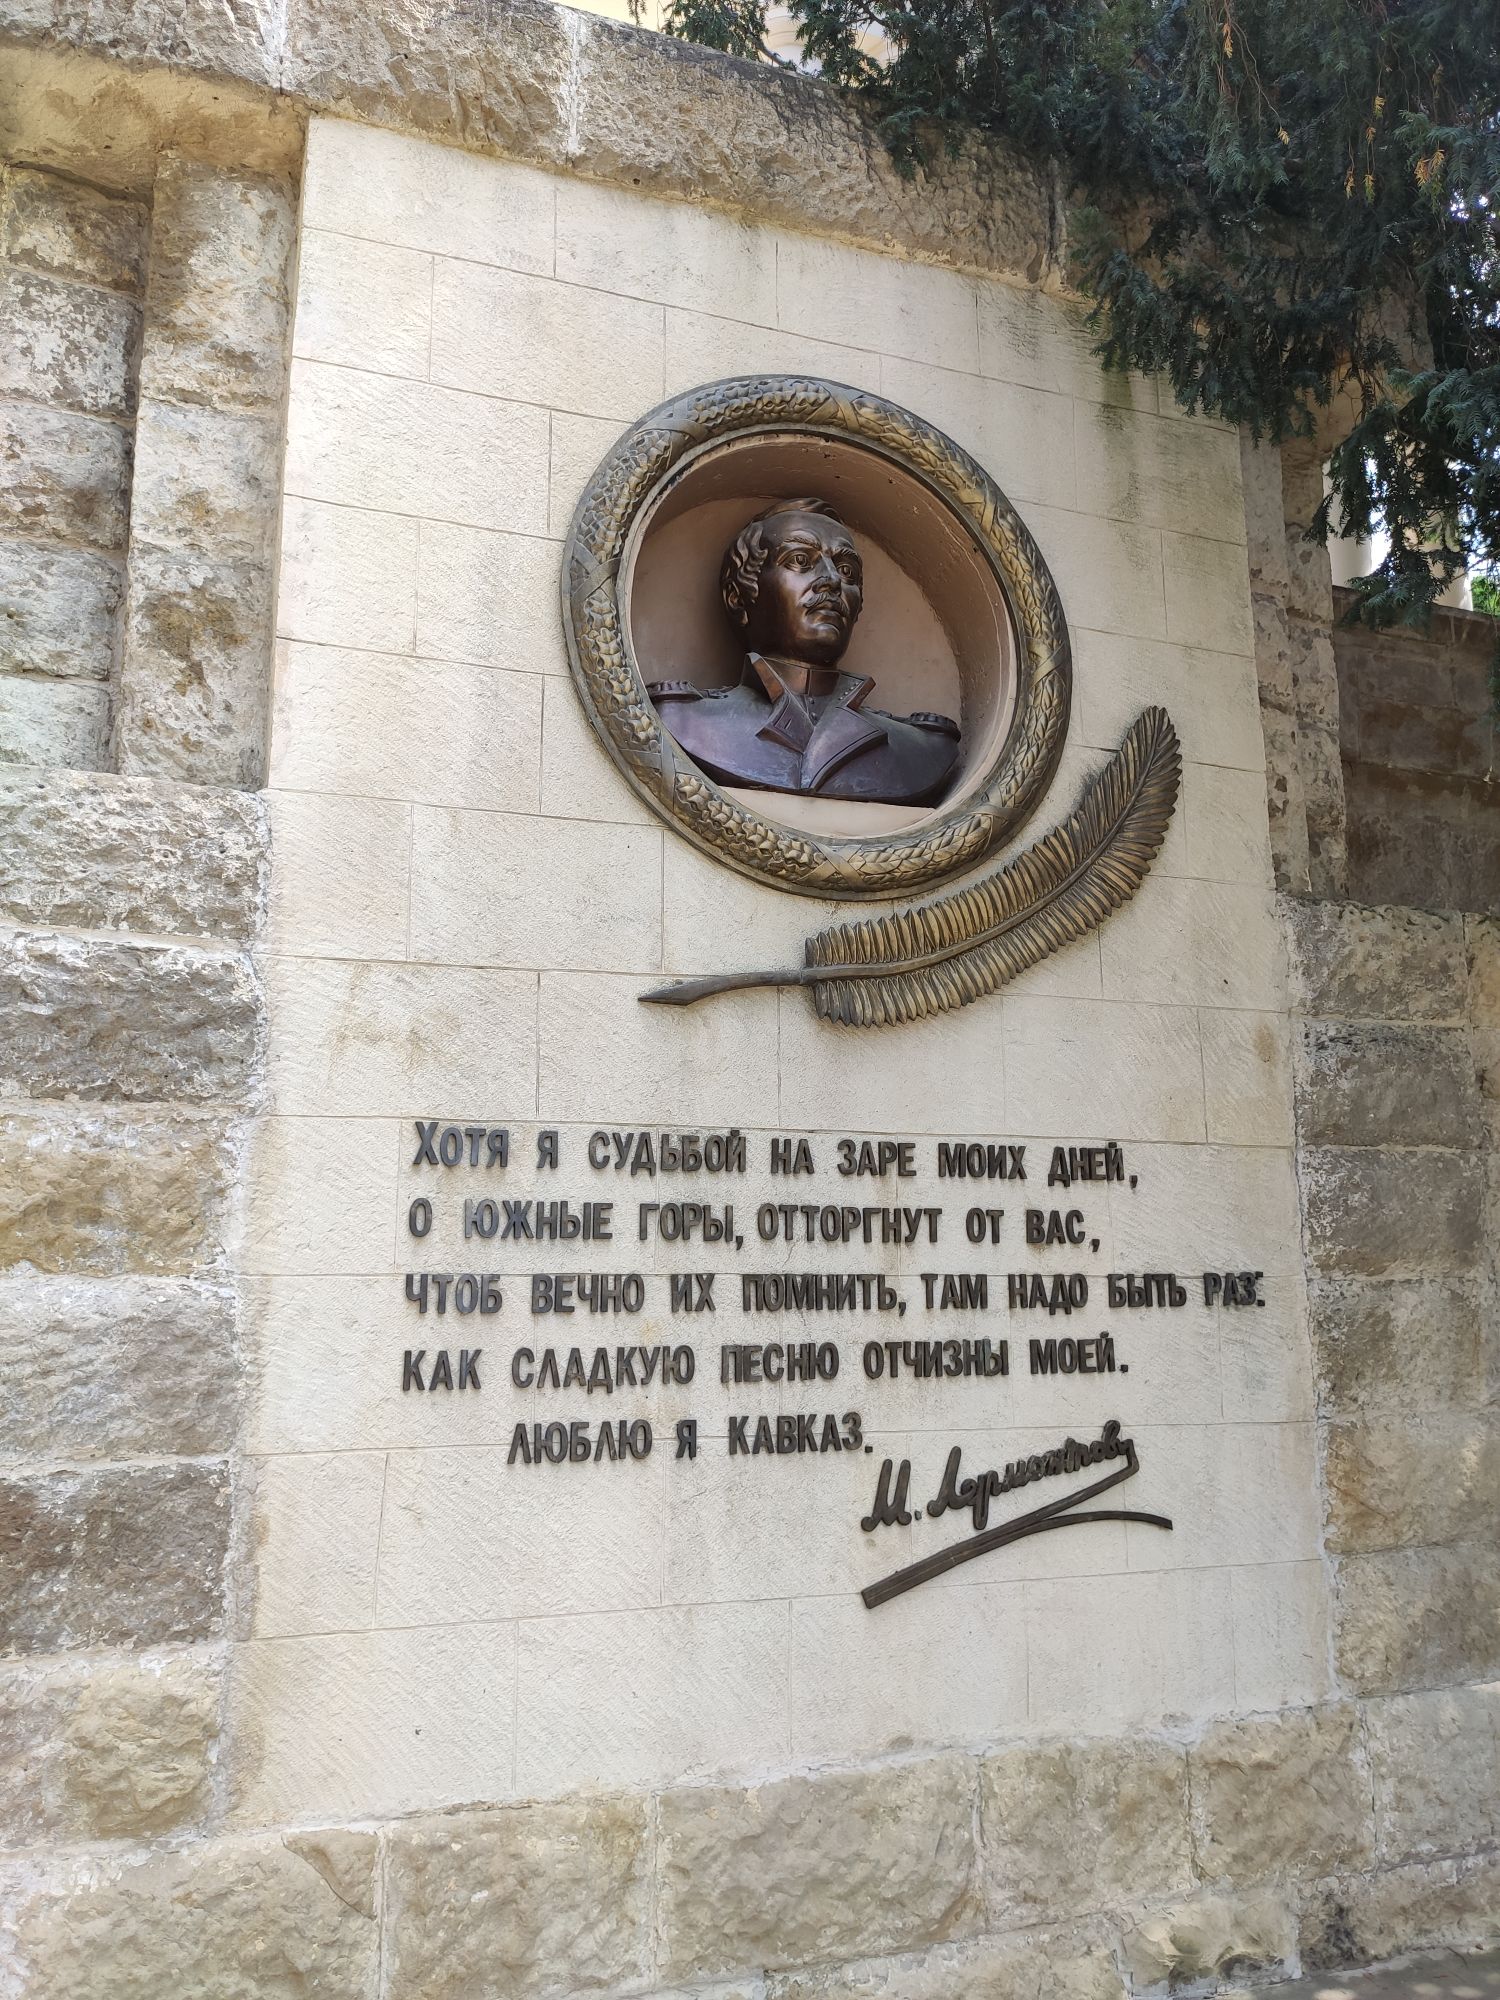 ХОТЯ Я СУДЬБОЙ НА ЗАРЕ МОИХ ДНЕЙ,
О ЮЖНЫЕ ГОРЫ, ОТТОРГНУТ ОТ ВАС,
ЧТОБ ВЕЧНО ИХ ПОМНИТЬ, ТАМ НАДО БЫТЬ РАЗ:
КАК СЛАДКУЮ ПЕСНЮ ОТЧИЗНЫ МОЕЙ.
ЛЮБЛЮ Я КАВКАЗ.
М. Лермонтовъ